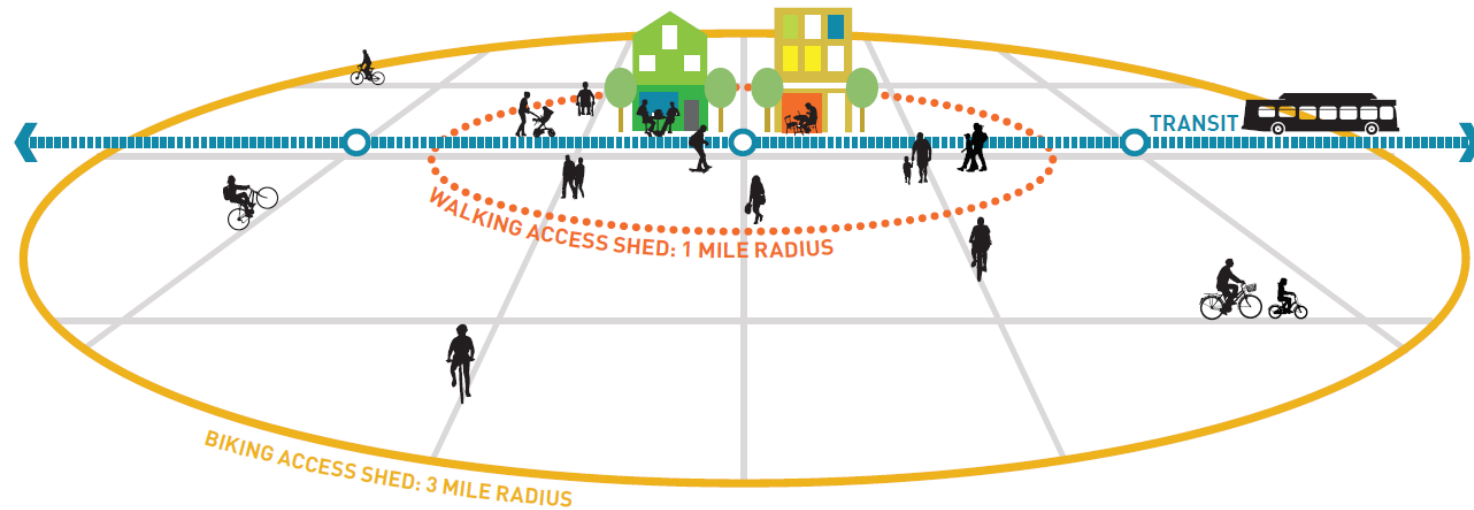 TRANSIT
WALKING ACCESS SHED: 1 MILE RADIUS
BIKING ACCESS SHED: 3 MILE RADIUS